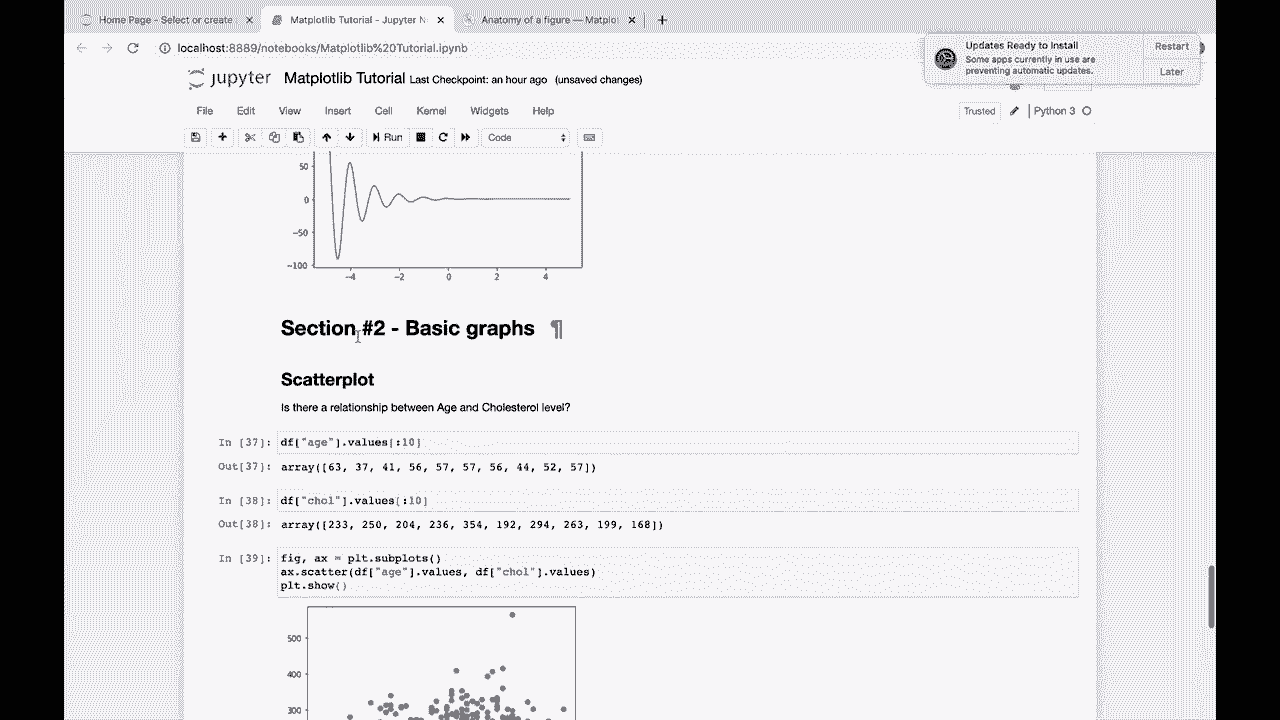 Home Page - Select or create
Matplotlib Tutorial - Jupyter N
Anatomy of a figure — Matplot
localhost:8889/notebooks/Matplotlib%20Tutorial.ipynb
Updates Ready to Install
Some apps currently in use are
preventing automatic updates.
Restart
Later
jupyter Matplotlib Tutorial Last Checkpoint: an hour ago (unsaved changes)
File Edit View Insert Cell Kernel Widgets Help
Trusted Python 3
Run Code
50
0
−50
−100
−4 −2 0 2 4
Section #2 - Basic graphs ¶
Scatterplot
Is there a relationship between Age and Cholesterol level?
In [37]: df["age"].values[:10]
Out[37]: array([63, 37, 41, 56, 57, 57, 56, 44, 52, 57])
In [38]: df["chol"].values[:10]
Out[38]: array([233, 250, 204, 236, 354, 192, 294, 263, 199, 168])
In [39]: fig, ax = plt.subplots()
ax.scatter(df["age"].values, df["chol"].values)
plt.show()
500
400
300